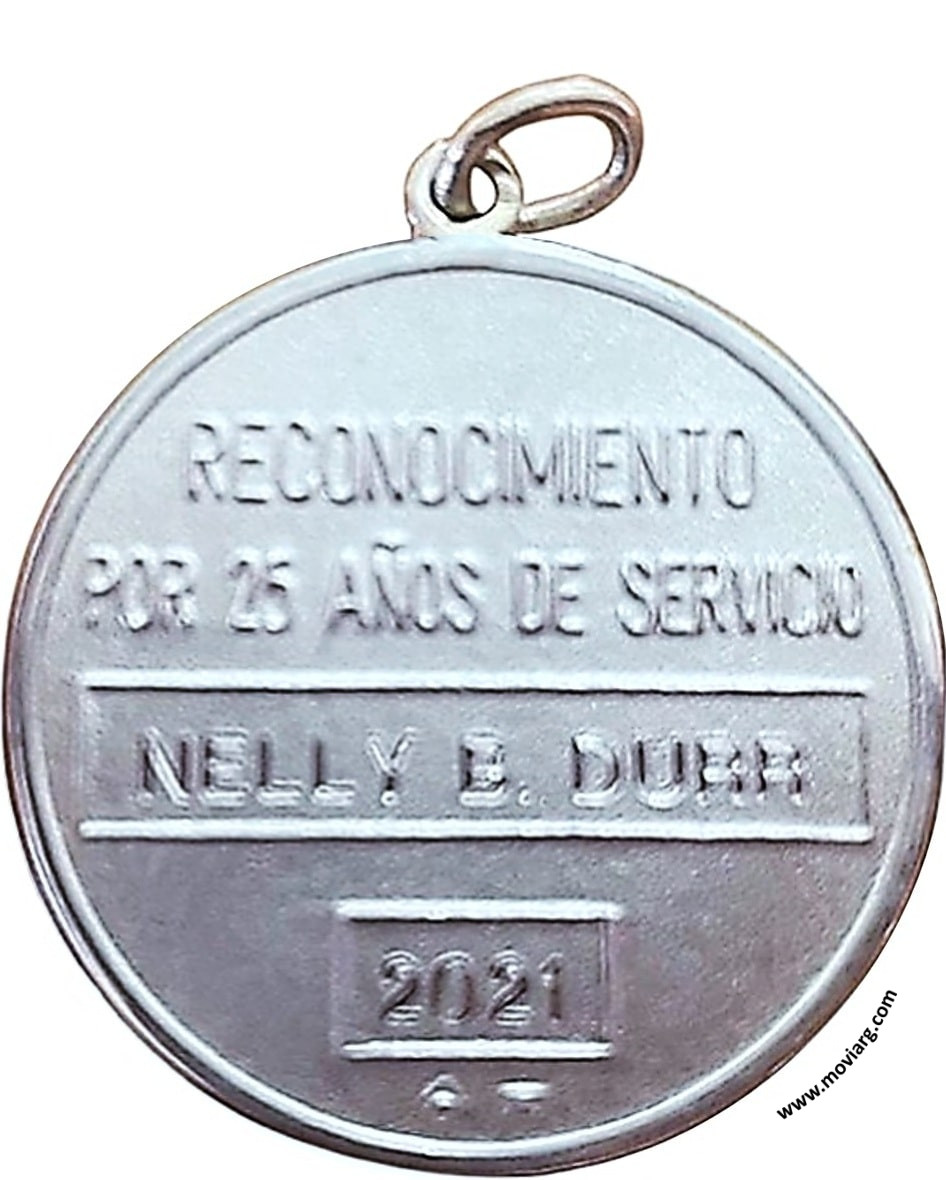 RECONOCIMIENTO
POR 25 AÑOS DE SERVICIO
NELLY B. DURR
2021
www.moviarg.com